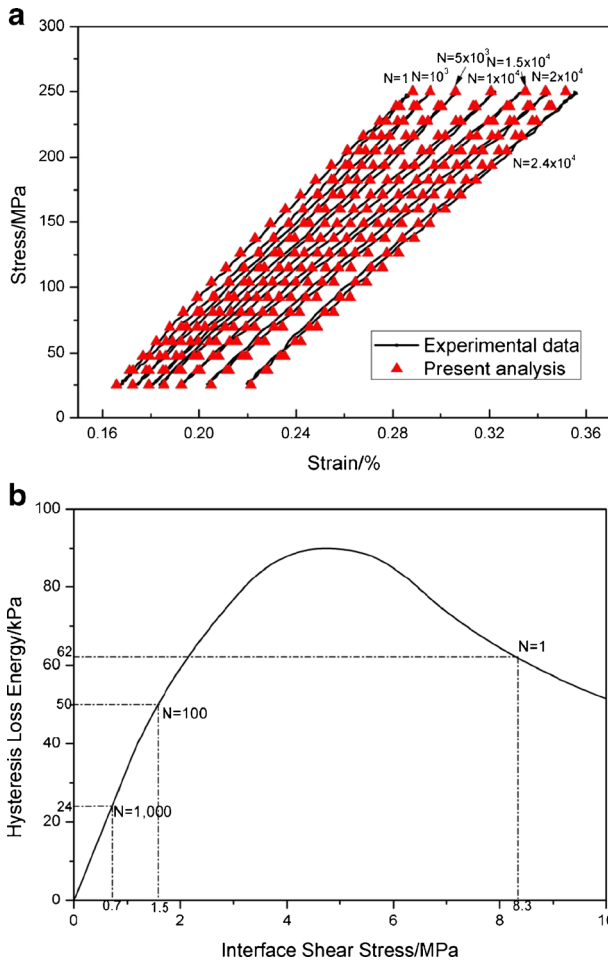 a
300
250
200
150
100
50
0
Stress/MPa
N=1
N=10³
N=5x10³
N=1x10⁴
N=1.5x10⁴
N=2x10⁴
N=2.4x10⁴
Experimental data
Present analysis
0.16 0.20 0.24 0.28 0.32 0.36
Strain/%
b
100
80
62
60
50
40
24
20
0
Hysteresis Loss Energy/kPa
N=1
N=100
N=1,000
0 0.7 1.5 2 4 6 8 8.3 10
Interface Shear Stress/MPa